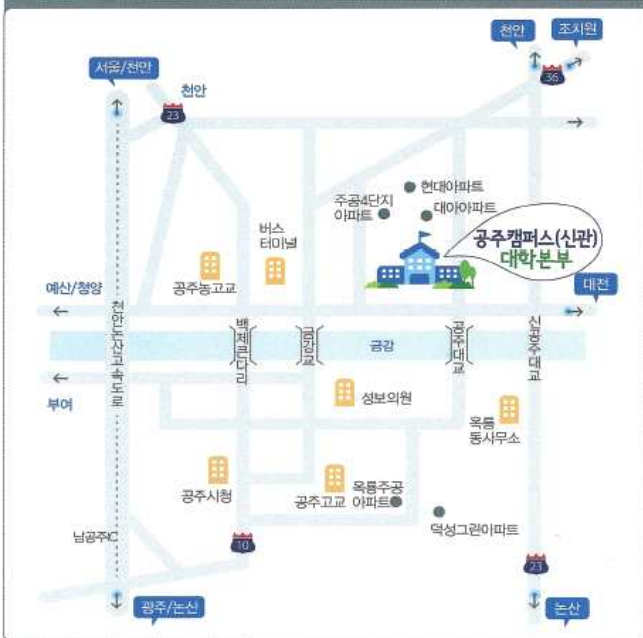 천안
조치원
36
서울/천안
천안
23
현대아파트
주공4단지
아파트
대아아파트
버스
터미널
공주캠퍼스(신관)
대학본부
공주농고교
예산/청양
대전
천안논산고속도로
백제큰다리
금강교
금강
공주대교
신공주대교
부여
성보의원
옥룡
동사무소
공주시청
공주고교
옥룡주공
아파트
덕성그린아파트
남공주IC
10
23
광주/논산
논산